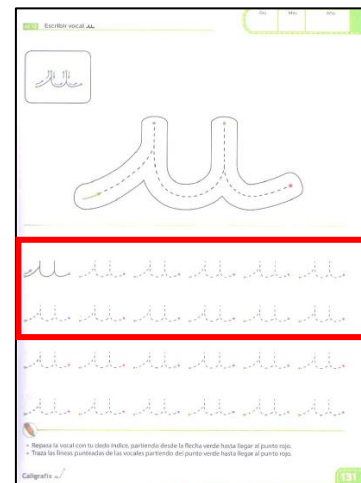 Escribir vocal u
u
u
u u u u u u
u u u u u u
u u u u u u
u u u u u u
• Repasa la vocal con tu dedo índice, partiendo desde la flecha verde hasta llegar al punto rojo.
• Traza las líneas punteadas de las vocales partiendo del punto verde hasta llegar al punto rojo.
Caligrafix
131